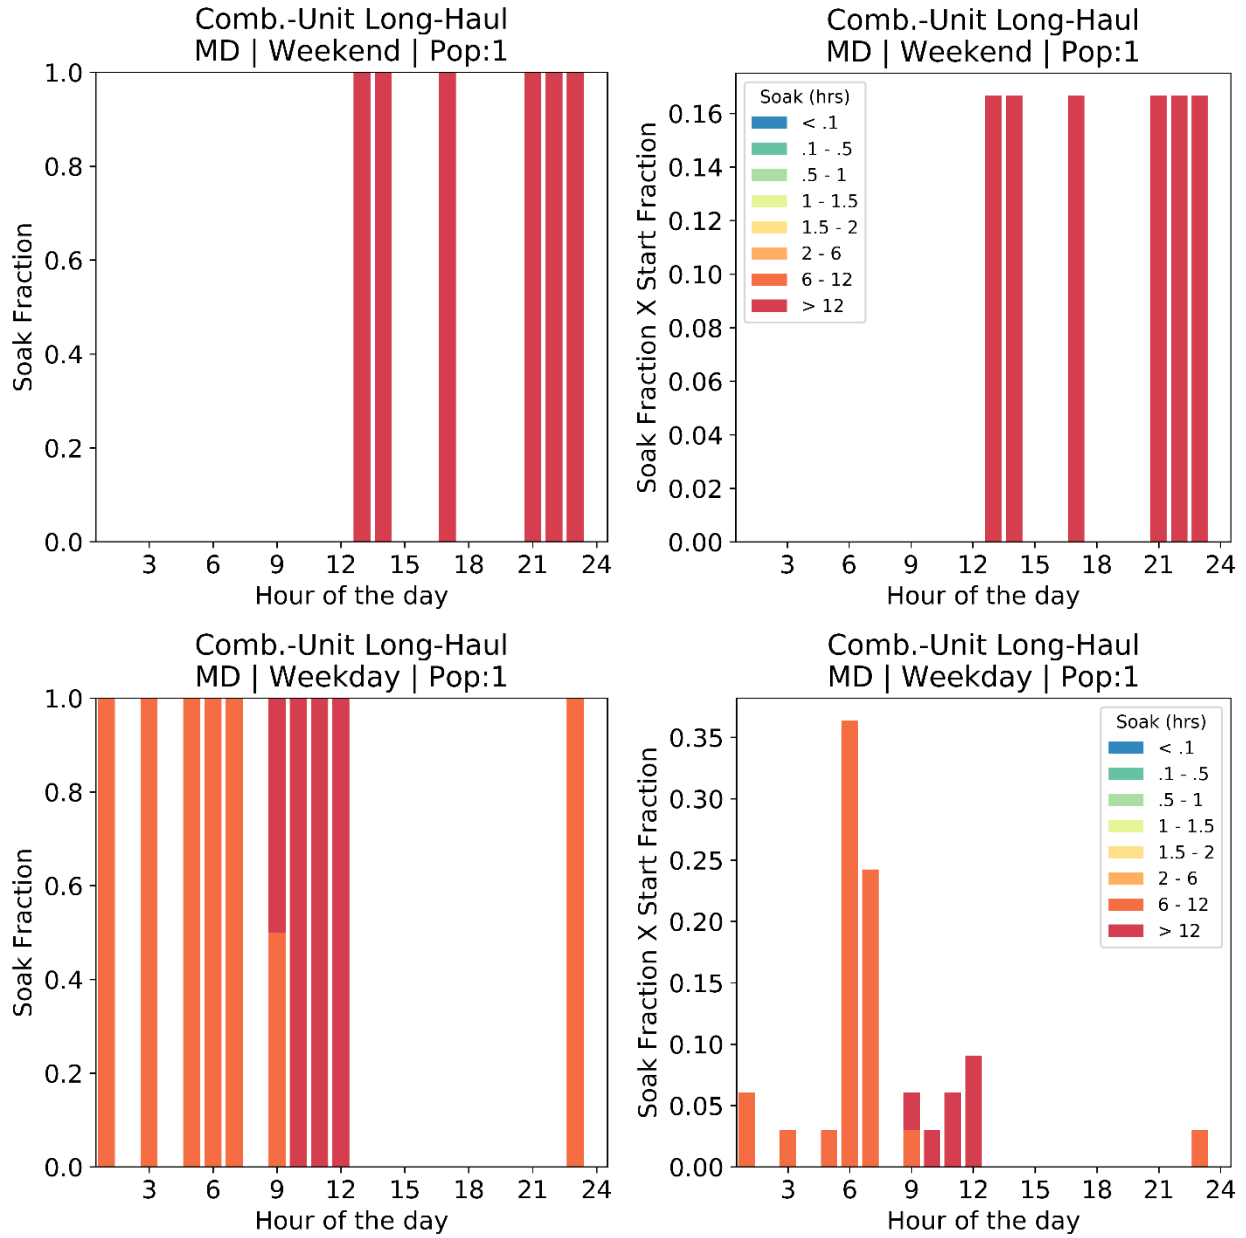 Comb.-Unit Long-Haul
MD | Weekend | Pop:1
1.0
0.8
0.6
0.4
0.2
0.0
Soak Fraction
3 6 9 12 15 18 21 24
Hour of the day
Comb.-Unit Long-Haul
MD | Weekend | Pop:1
0.16
0.14
0.12
0.10
0.08
0.06
0.04
0.02
0.00
Soak Fraction X Start Fraction
Soak (hrs)
< .1
.1 - .5
.5 - 1
1 - 1.5
1.5 - 2
2 - 6
6 - 12
> 12
3 6 9 12 15 18 21 24
Hour of the day
Comb.-Unit Long-Haul
MD | Weekday | Pop:1
1.0
0.8
0.6
0.4
0.2
0.0
Soak Fraction
3 6 9 12 15 18 21 24
Hour of the day
Comb.-Unit Long-Haul
MD | Weekday | Pop:1
0.35
0.30
0.25
0.20
0.15
0.10
0.05
0.00
Soak Fraction X Start Fraction
Soak (hrs)
< .1
.1 - .5
.5 - 1
1 - 1.5
1.5 - 2
2 - 6
6 - 12
> 12
3 6 9 12 15 18 21 24
Hour of the day